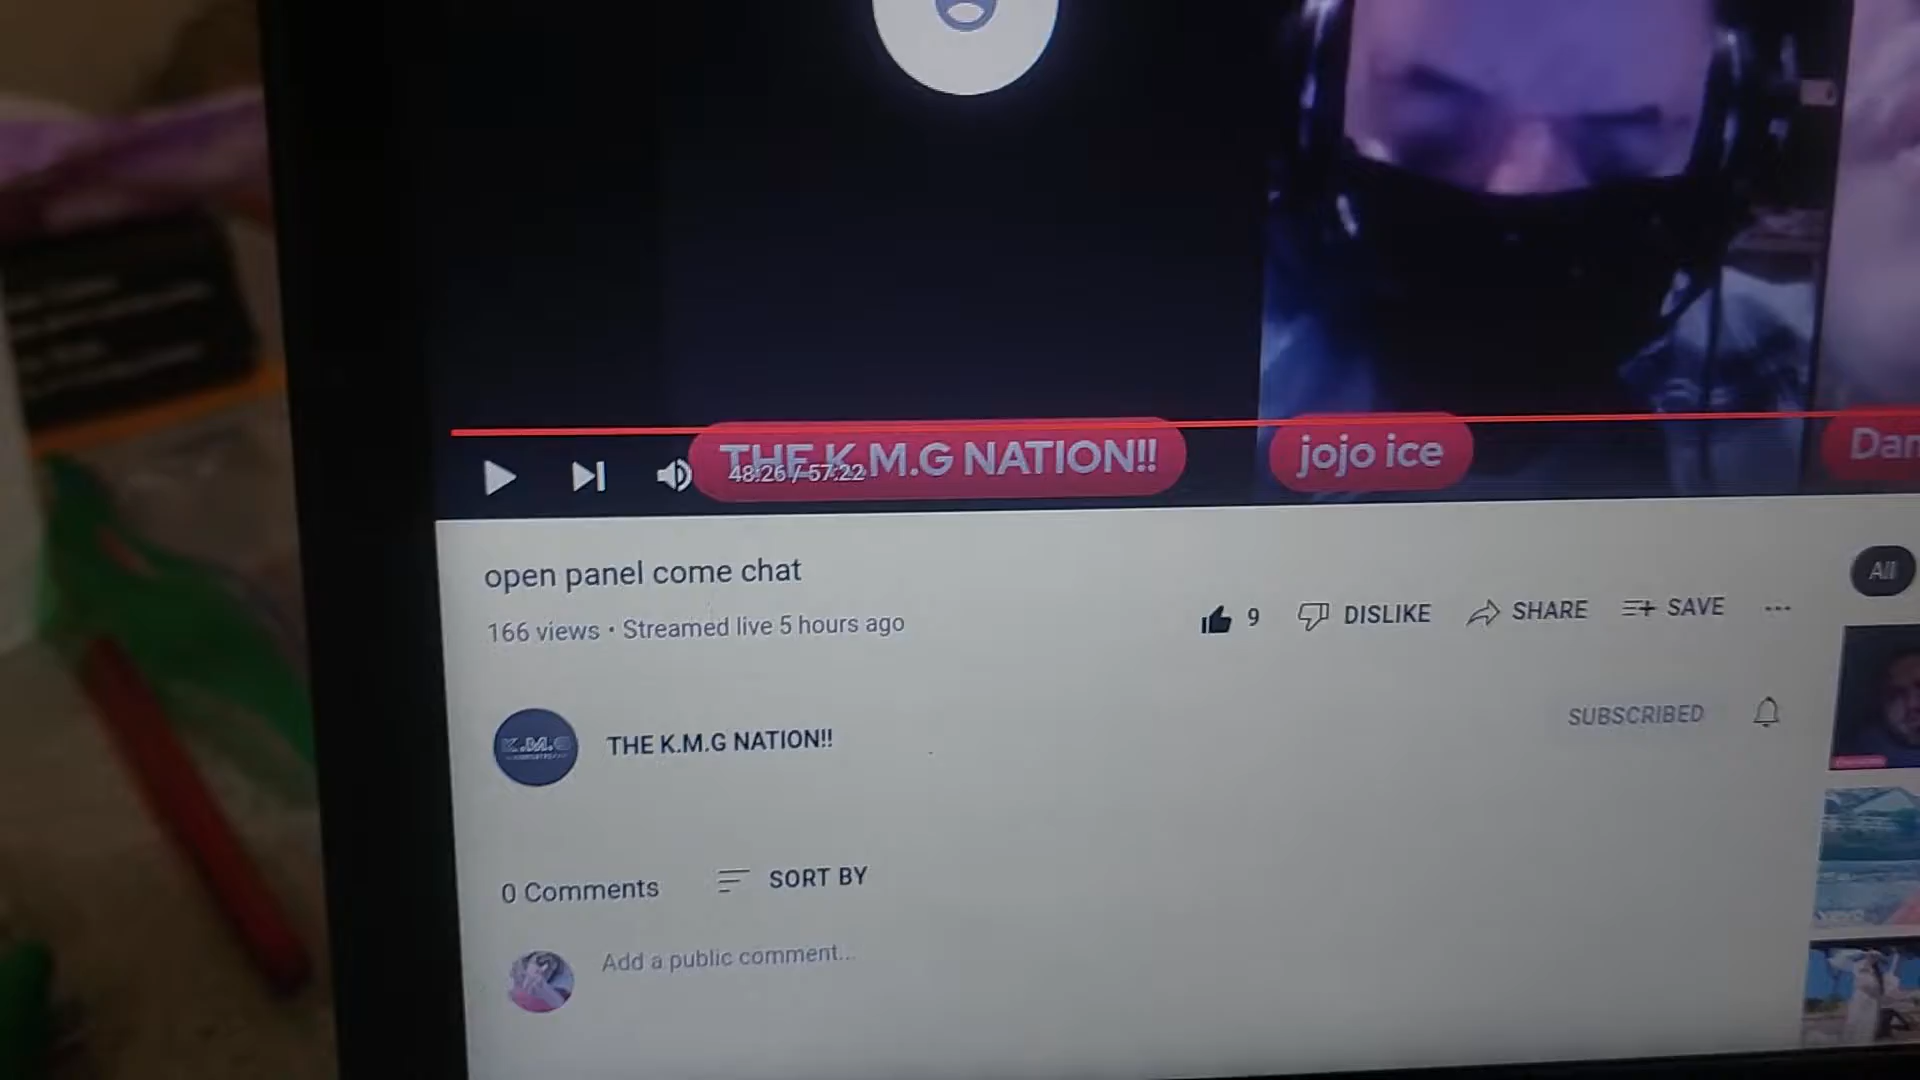 THE K.M.G NATION!!
jojo ice
Dan
48:26 / 57:22
open panel come chat
All
166 views • Streamed live 5 hours ago
9 DISLIKE SHARE SAVE
K.M.G
THE K.M.G NATION!!
SUBSCRIBED
0 Comments SORT BY
Add a public comment...